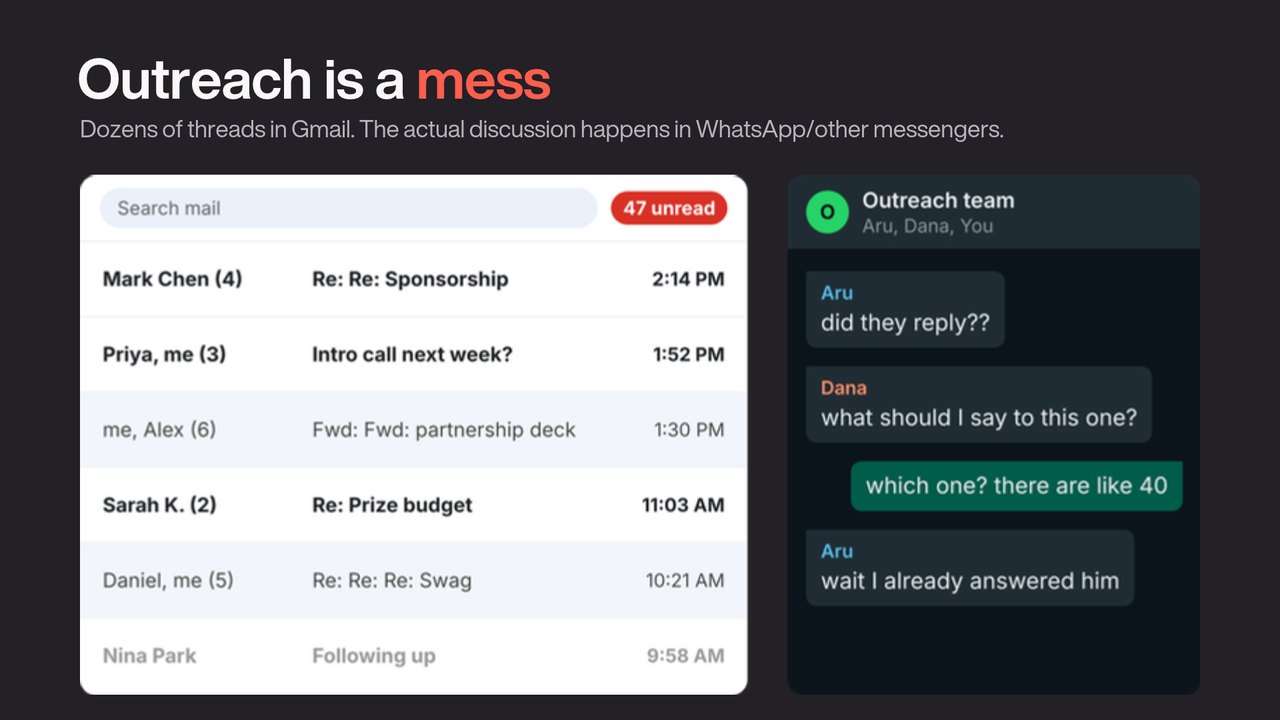 Outreach is a mess
Dozens of threads in Gmail. The actual discussion happens in WhatsApp/other messengers.
Search mail
47 unread
Mark Chen (4) Re: Re: Sponsorship 2:14 PM
Priya, me (3) Intro call next week? 1:52 PM
me, Alex (6) Fwd: Fwd: partnership deck 1:30 PM
Sarah K. (2) Re: Prize budget 11:03 AM
Daniel, me (5) Re: Re: Re: Swag 10:21 AM
Nina Park Following up 9:58 AM
O
Outreach team
Aru, Dana, You
Aru
did they reply??
Dana
what should I say to this one?
which one? there are like 40
Aru
wait I already answered him